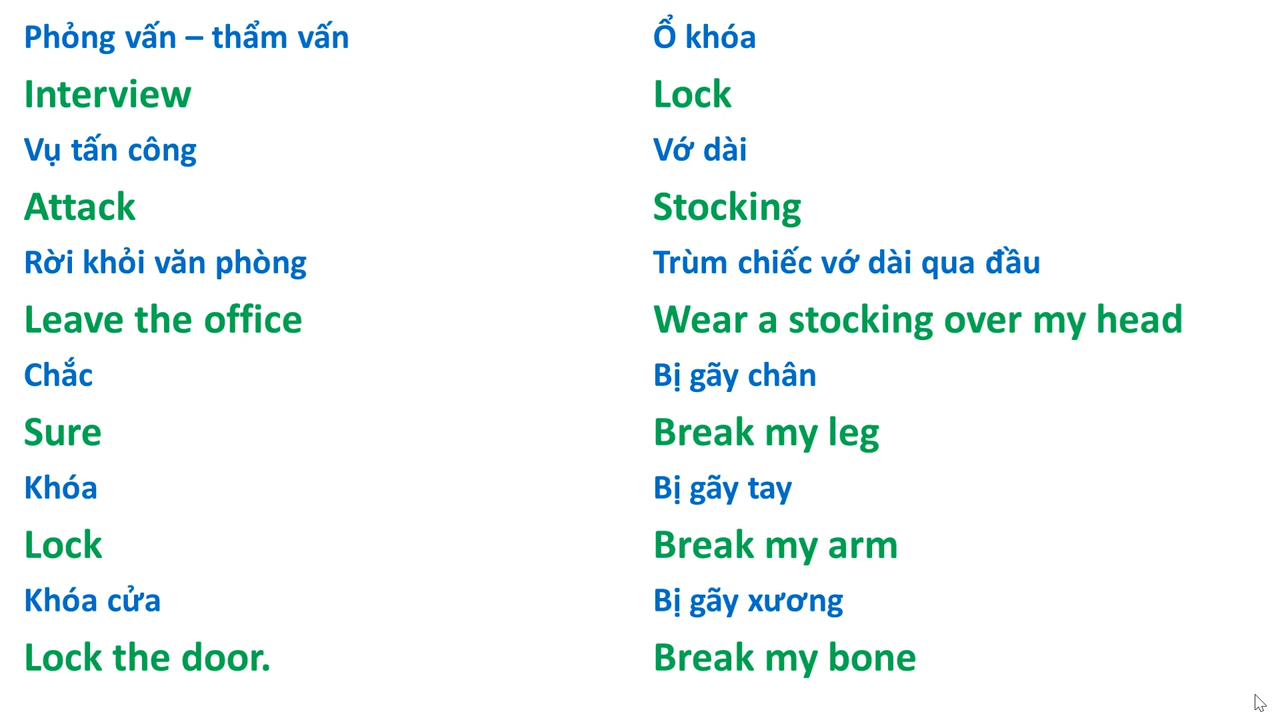 Phỏng vấn – thẩm vấn
Interview
Vụ tấn công
Attack
Rời khỏi văn phòng
Leave the office
Chắc
Sure
Khóa
Lock
Khóa cửa
Lock the door.
Ổ khóa
Lock
Vớ dài
Stocking
Trùm chiếc vớ dài qua đầu
Wear a stocking over my head
Bị gãy chân
Break my leg
Bị gãy tay
Break my arm
Bị gãy xương
Break my bone